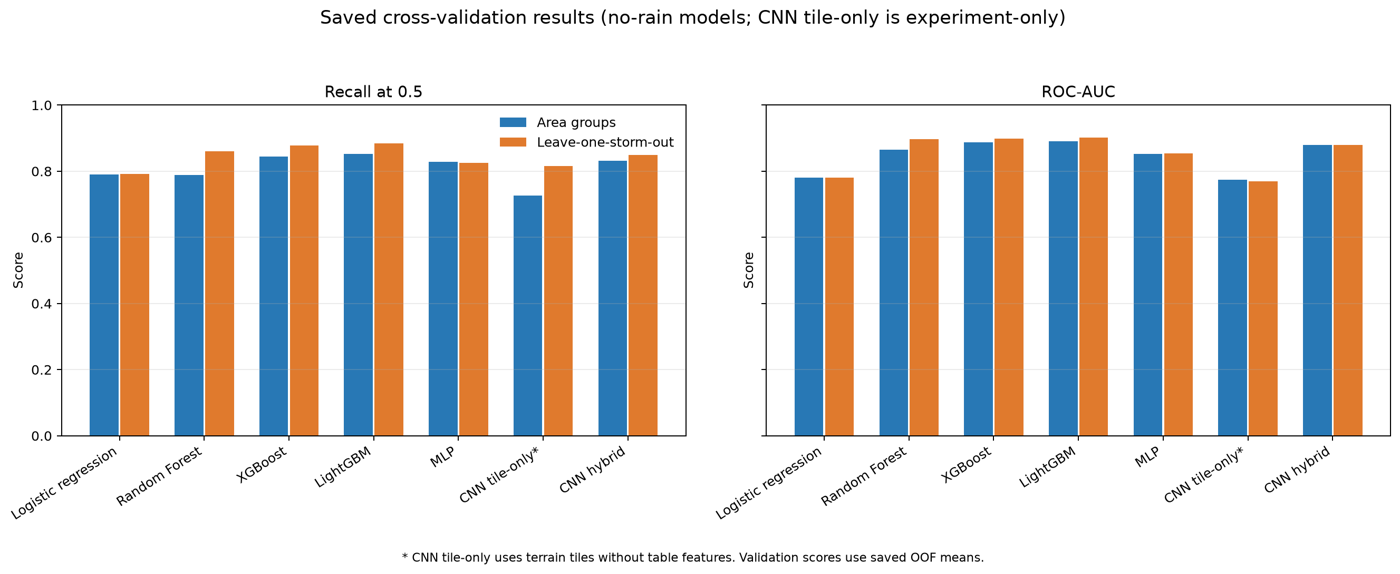 Saved cross-validation results (no-rain models; CNN tile-only is experiment-only)
Recall at 0.5
Area groups
Leave-one-storm-out
1.0
0.8
0.6
0.4
0.2
0.0
Score
Logistic regression
Random Forest
XGBoost
LightGBM
MLP
CNN tile-only*
CNN hybrid
ROC-AUC
Score
Logistic regression
Random Forest
XGBoost
LightGBM
MLP
CNN tile-only*
CNN hybrid
* CNN tile-only uses terrain tiles without table features. Validation scores use saved OOF means.